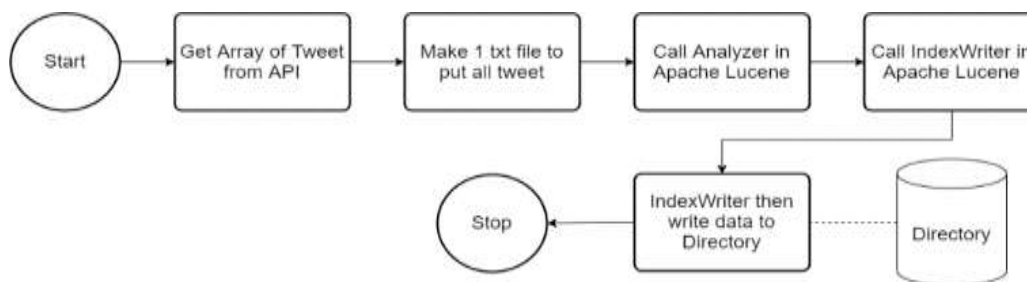 Start
Get Array of Tweet
from API
Make 1 txt file to
put all tweet
Call Analyzer in
Apache Lucene
Call IndexWriter in
Apache Lucene
Stop
IndexWriter then
write data to
Directory
Directory